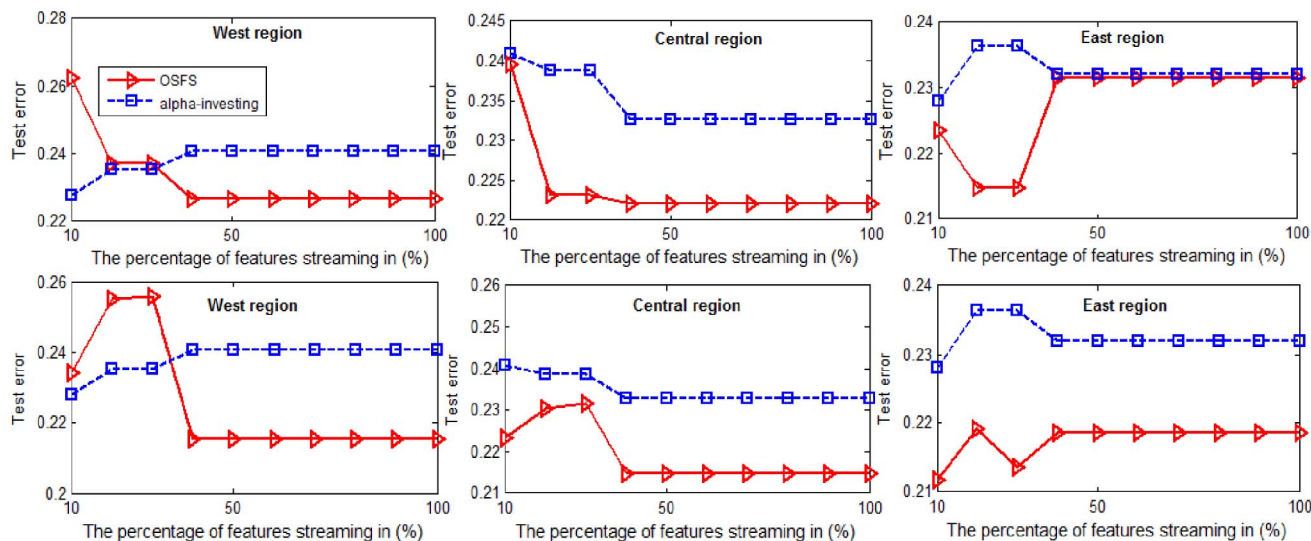 West region
0.28
0.26
0.24
0.22
Test error
OSFS
alpha-investing
10
50
100
The percentage of features streaming in (%)
Central region
0.245
0.24
0.235
0.23
0.225
0.22
Test error
10
50
100
The percentage of features streaming in (%)
East region
0.24
0.23
0.22
0.21
Test error
10
50
100
The percentage of features streaming in (%)
West region
0.26
0.24
0.22
0.2
Test error
10
50
100
The percentage of features streaming in (%)
Central region
0.26
0.25
0.24
0.23
0.22
0.21
Test error
10
50
100
The percentage of features streaming in (%)
East region
0.24
0.23
0.22
0.21
Test error
10
50
100
The percentage of features streaming in (%)